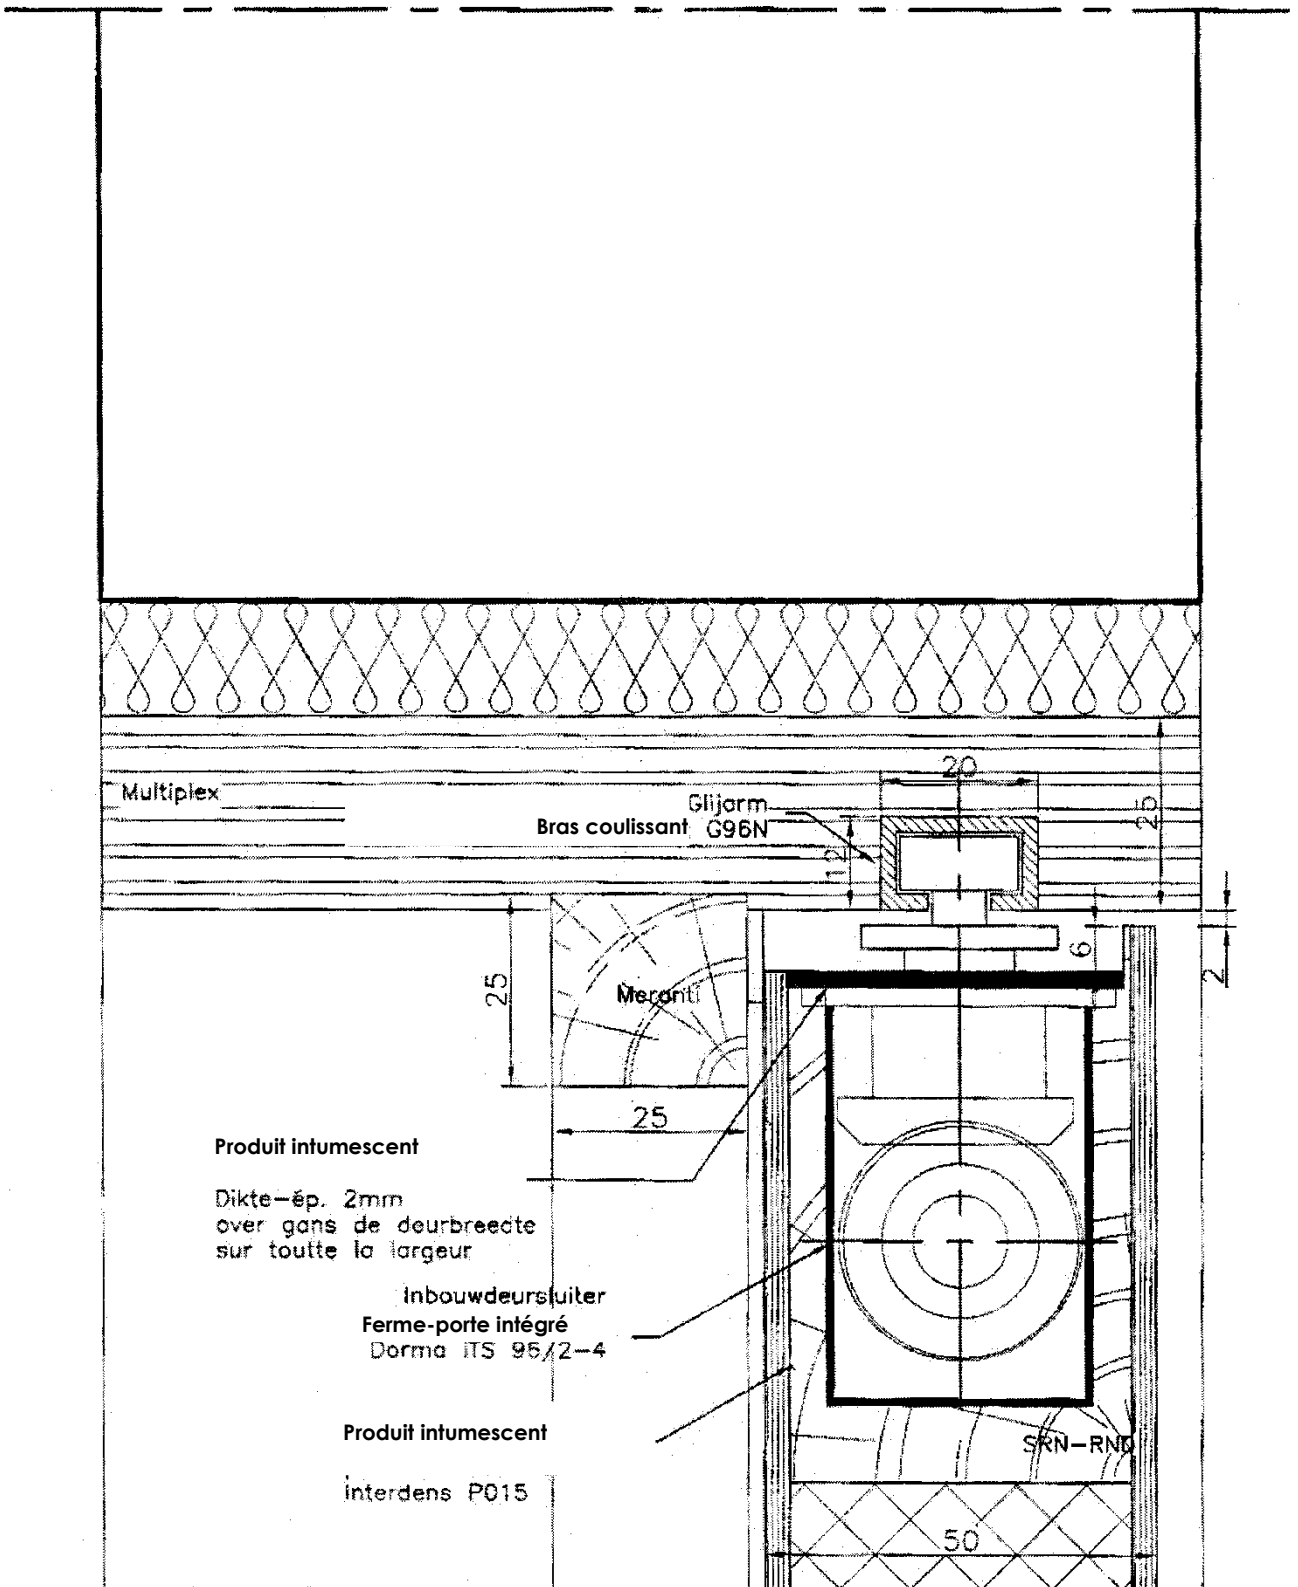 20
Multiplex
Glijarm
Bras coulissant G96N
12
25
6
2
25
Meranti
25
Produit intumescent
Dikte-ép. 2mm
over gans de deurbreedte
sur toutte la largeur
Inbouwdeursluiter
Ferme-porte intégré
Dorma ITS 96/2-4
Produit intumescent
SRN-RND
interdens P015
50